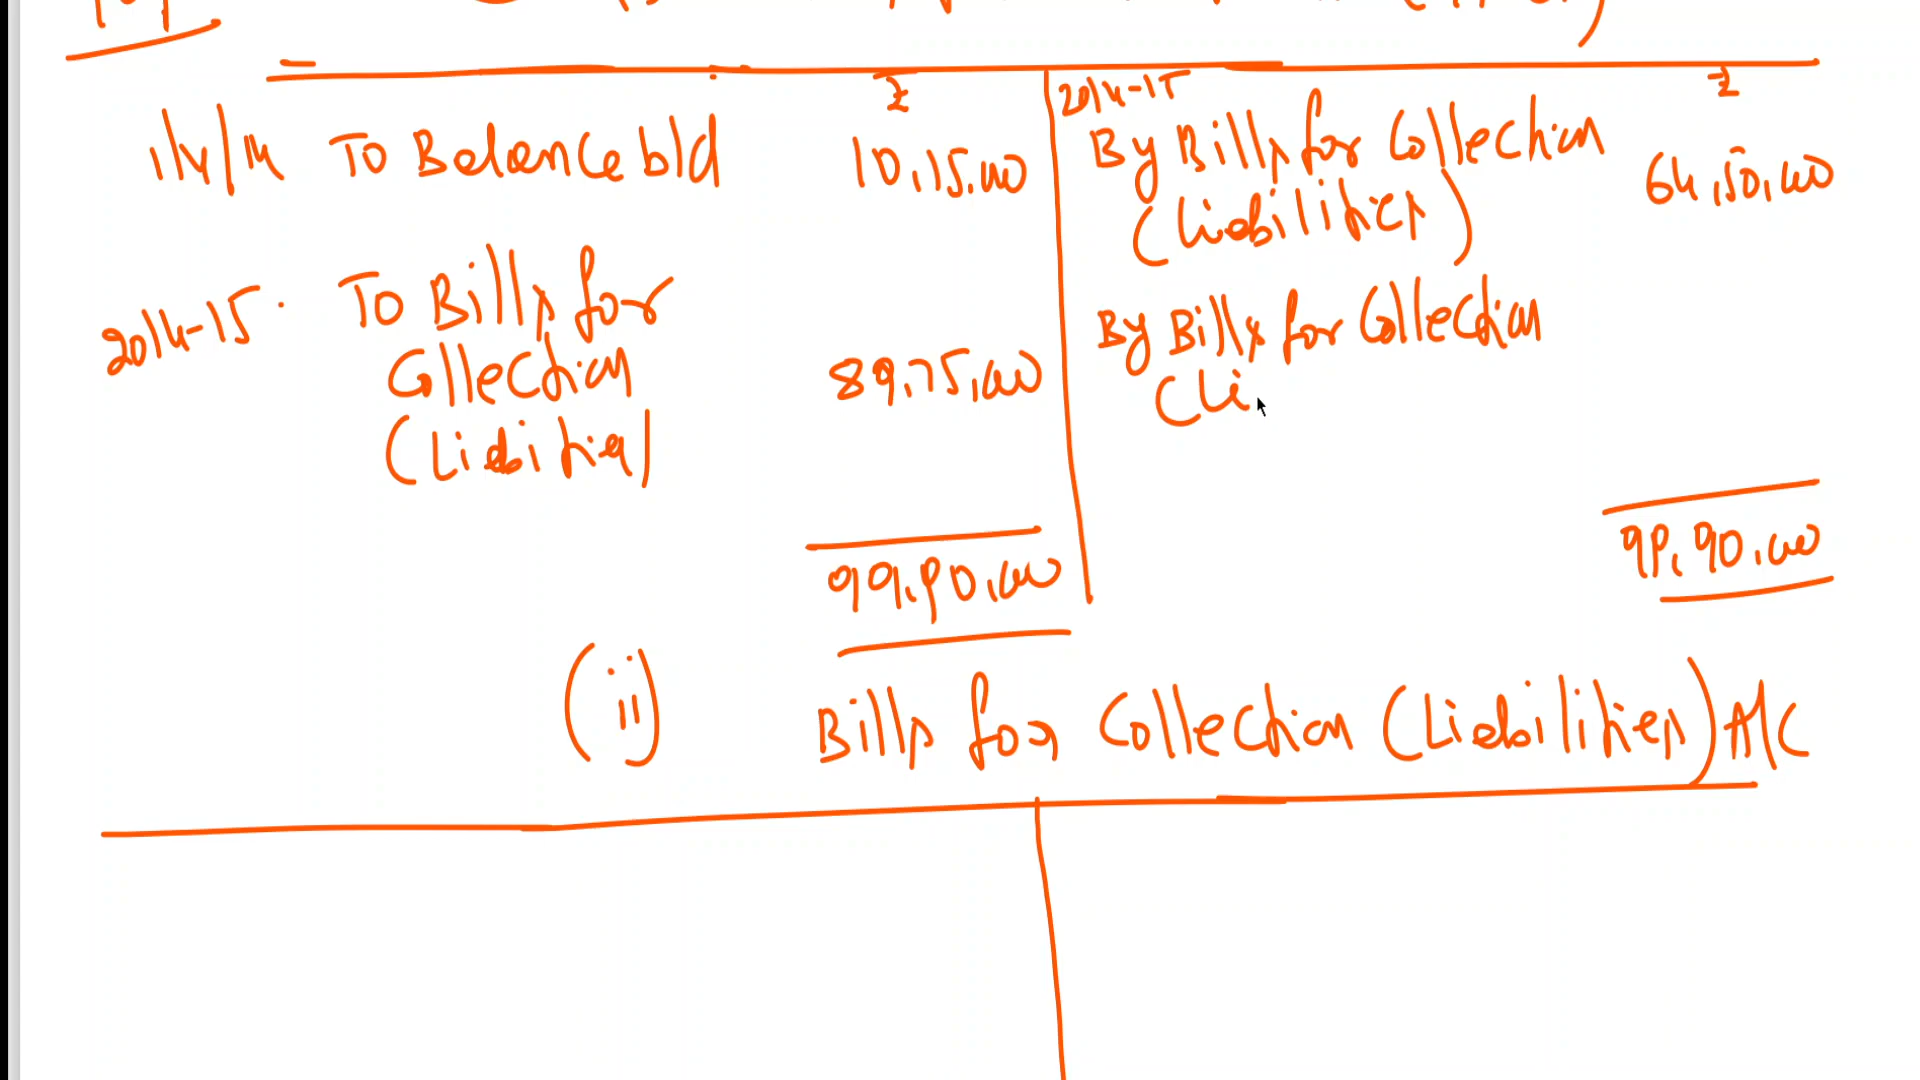 ₹ 2014-15 ₹
1/4/14 To Balance b/d 10,15,000 By Bills for Collection 64,50,000
(Liabilities)
2014-15. To Bills for By Bills for Collection
Collection 89,75,000 (Li
(Liabilities)
99,90,000 99,90,000
(ii) Bills for Collection (Liabilities) A/C